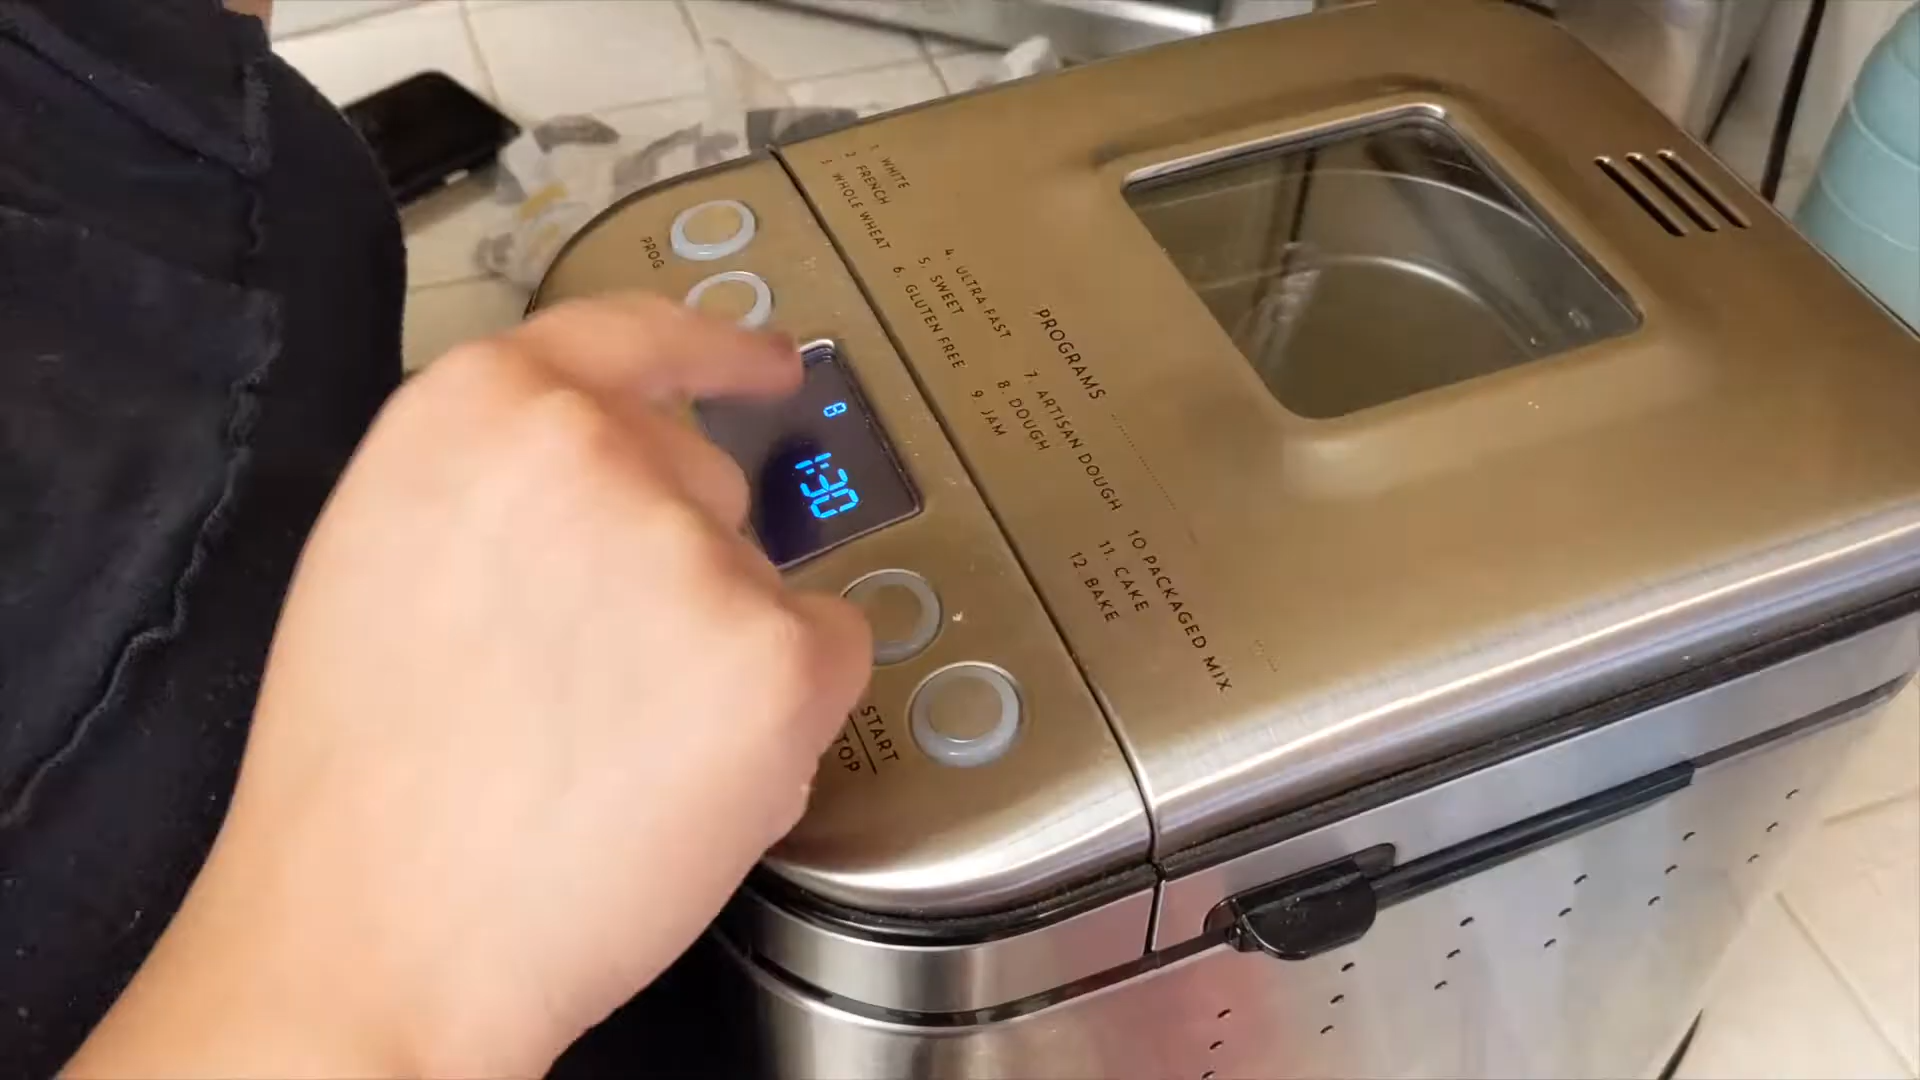 PROG
8
1:30
START
TOP
PROGRAMS
1. WHITE
2 FRENCH
3 WHOLE WHEAT
4. ULTRA FAST
5. SWEET
6. GLUTEN FREE
7. ARTISAN DOUGH
8. DOUGH
9. JAM
10 PACKAGED MIX
11. CAKE
12. BAKE